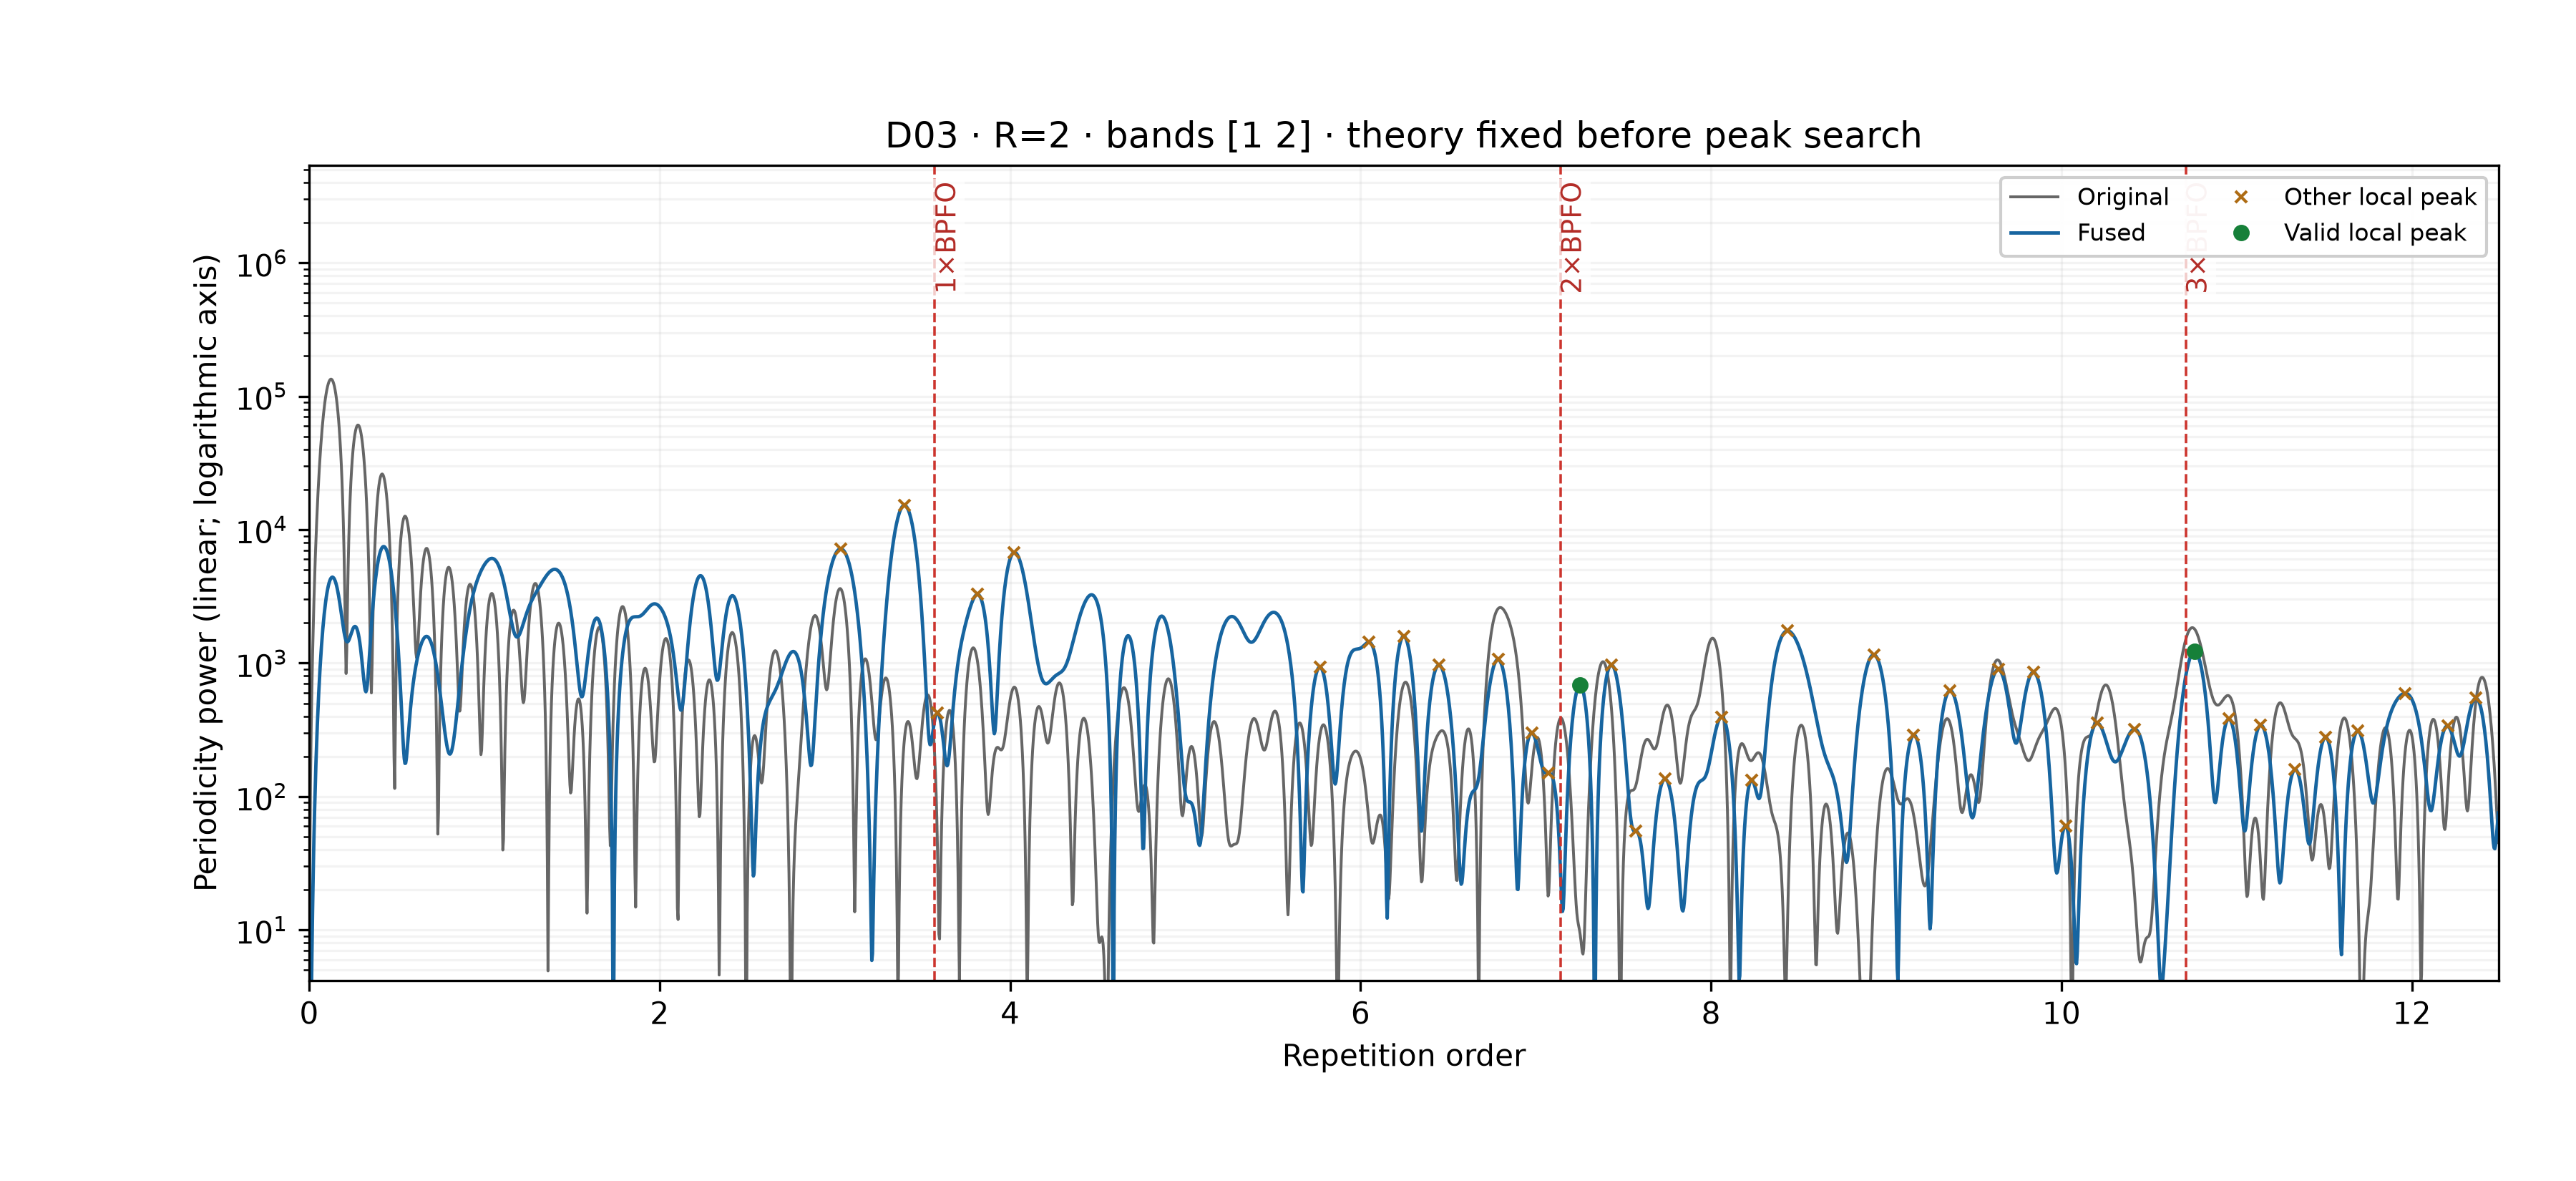 D03 · R=2 · bands [1 2] · theory fixed before peak search
Periodicity power (linear; logarithmic axis)
10⁶
10⁵
10⁴
10³
10²
10¹
1×BPFO
2×BPFO
3×BPFO
Original
Fused
Other local peak
Valid local peak
0
2
4
6
8
10
12
Repetition order